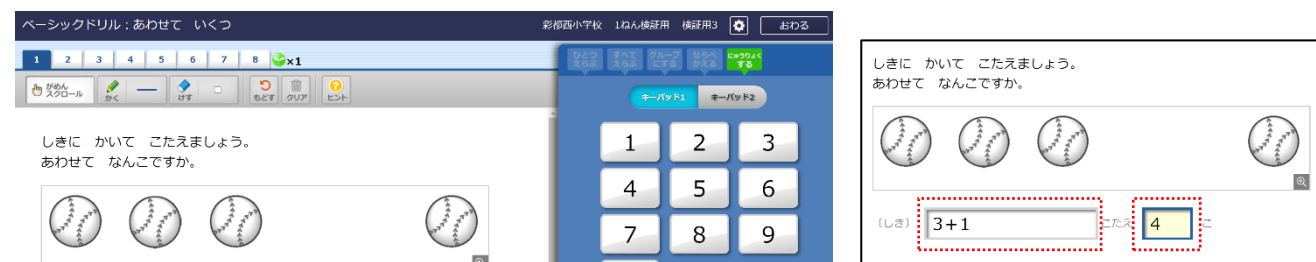 ベーシックドリル：あわせて いくつ
彩都西小学校 1ねん検証用 検証用3 おわる
1 2 3 4 5 6 7 8 ×1
ひとつ えらぶ すべて えらぶ グループ にする ならべ かえる にゅうりょく する
がめん スクロール かく けす もどす クリア ヒント
キーパッド1 キーパッド2
しきに かいて こたえましょう。
あわせて なんこですか。
1 2 3
4 5 6
7 8 9
しきに かいて こたえましょう。
あわせて なんこですか。
（しき） 3+1 こたえ 4 こ